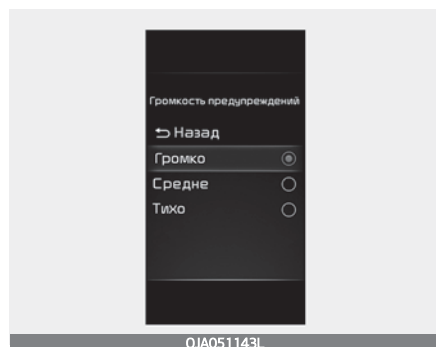 Громкость предупреждений
Назад
Громко
Средне
Тихо
OJA051143L